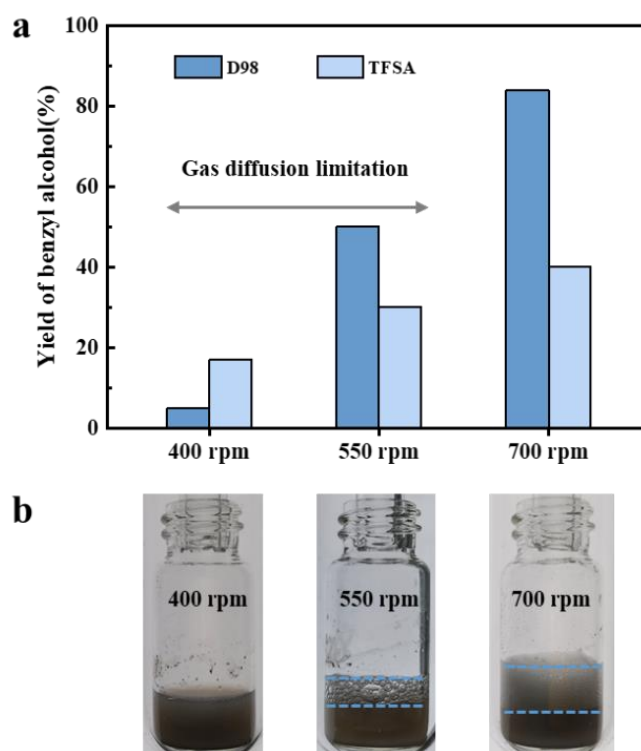 a
100
80
60
40
20
0
Yield of benzyl alcohol(%)
D98
TFSA
Gas diffusion limitation
400 rpm
550 rpm
700 rpm
b
400 rpm
550 rpm
700 rpm